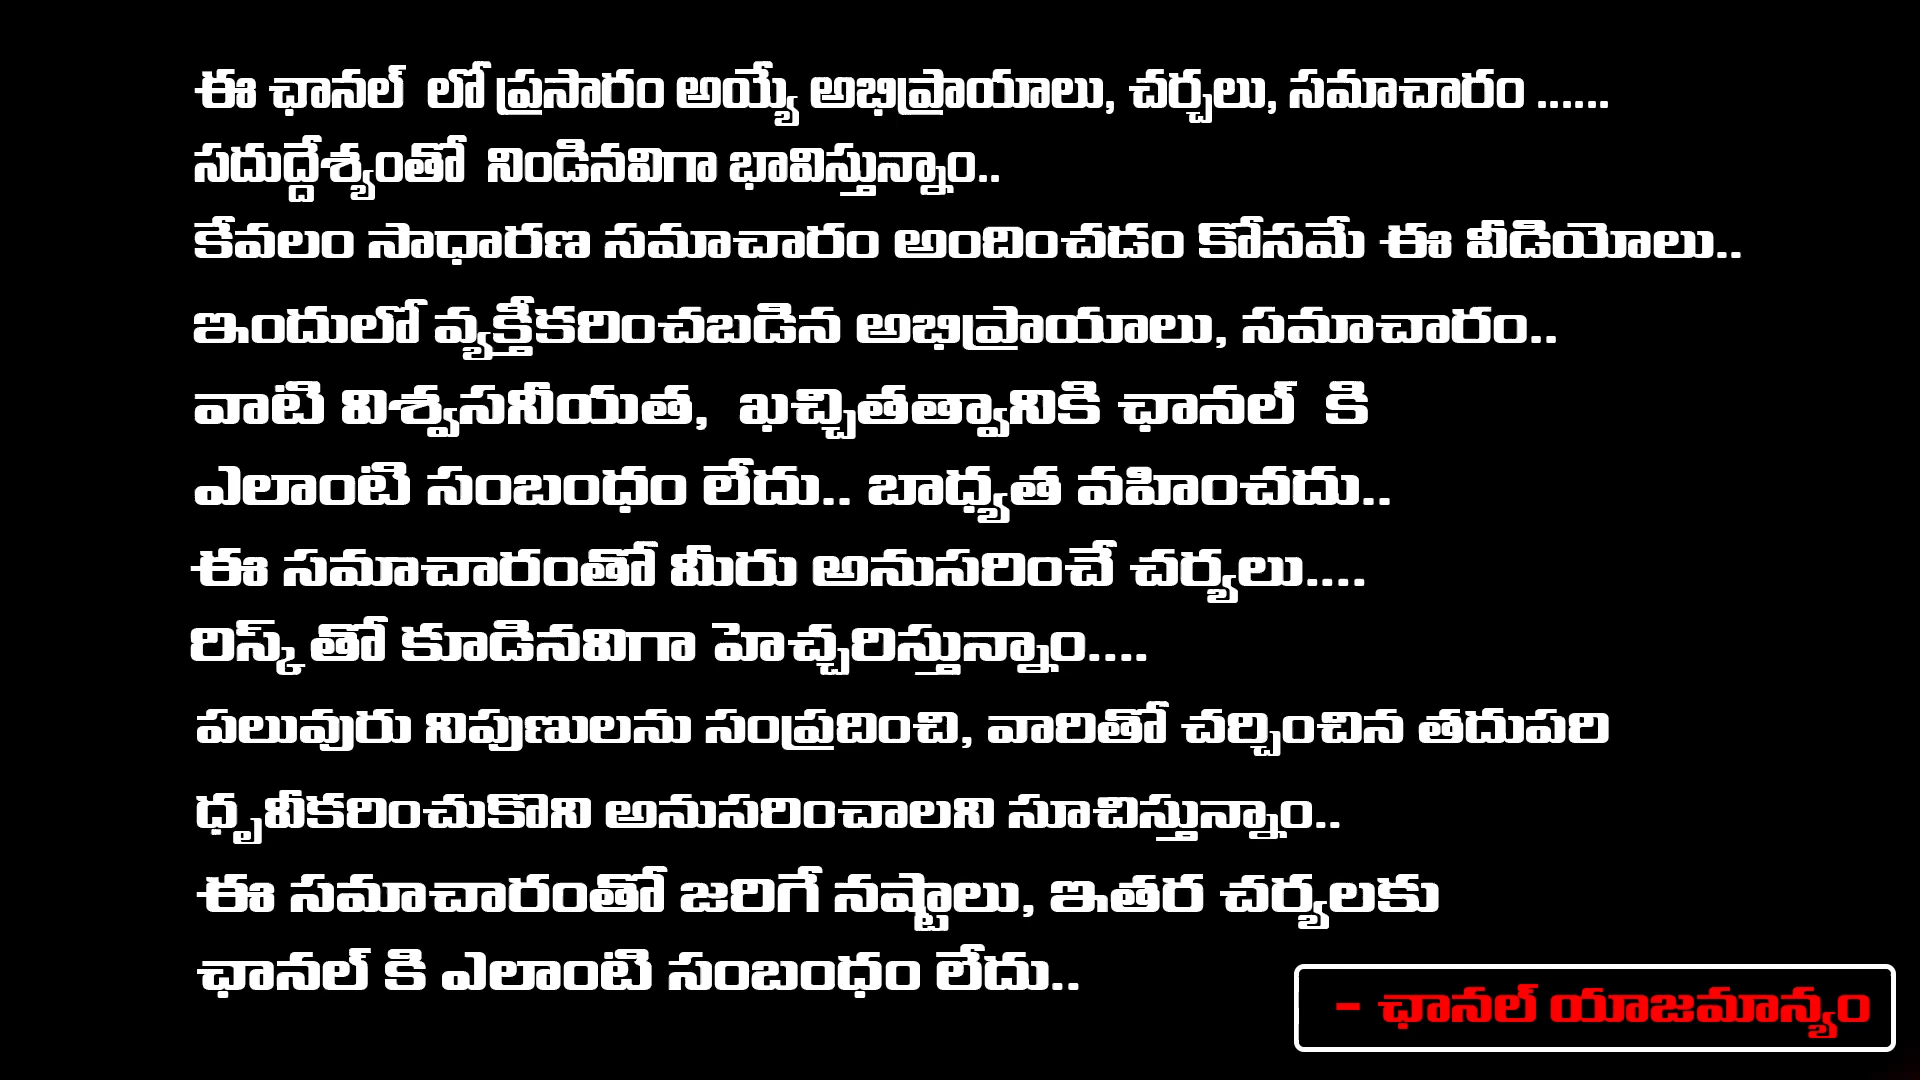 ఈ ఛానల్ లో ప్రసారం అయ్యే అభిప్రాయాలు, చర్చలు, సమాచారం ......
సదుద్దేశ్యంతో నిండినవిగా భావిస్తున్నాం..
కేవలం సాధారణ సమాచారం అందించడం కోసమే ఈ వీడియోలు..
ఇందులో వ్యక్తీకరించబడిన అభిప్రాయాలు, సమాచారం..
వాటి విశ్వసనీయత, ఖచ్చితత్వానికి ఛానల్ కి
ఎలాంటి సంబంధం లేదు.. బాధ్యత వహించదు..
ఈ సమాచారంతో మీరు అనుసరించే చర్యలు....
రిస్క్ తో కూడినవిగా హెచ్చరిస్తున్నాం....
పలువురు నిపుణులను సంప్రదించి, వారితో చర్చించిన తదుపరి
ధృవీకరించుకొని అనుసరించాలని సూచిస్తున్నాం..
ఈ సమాచారంతో జరిగే నష్టాలు, ఇతర చర్యలకు
ఛానల్ కి ఎలాంటి సంబంధం లేదు..
- ఛానల్ యాజమాన్యం